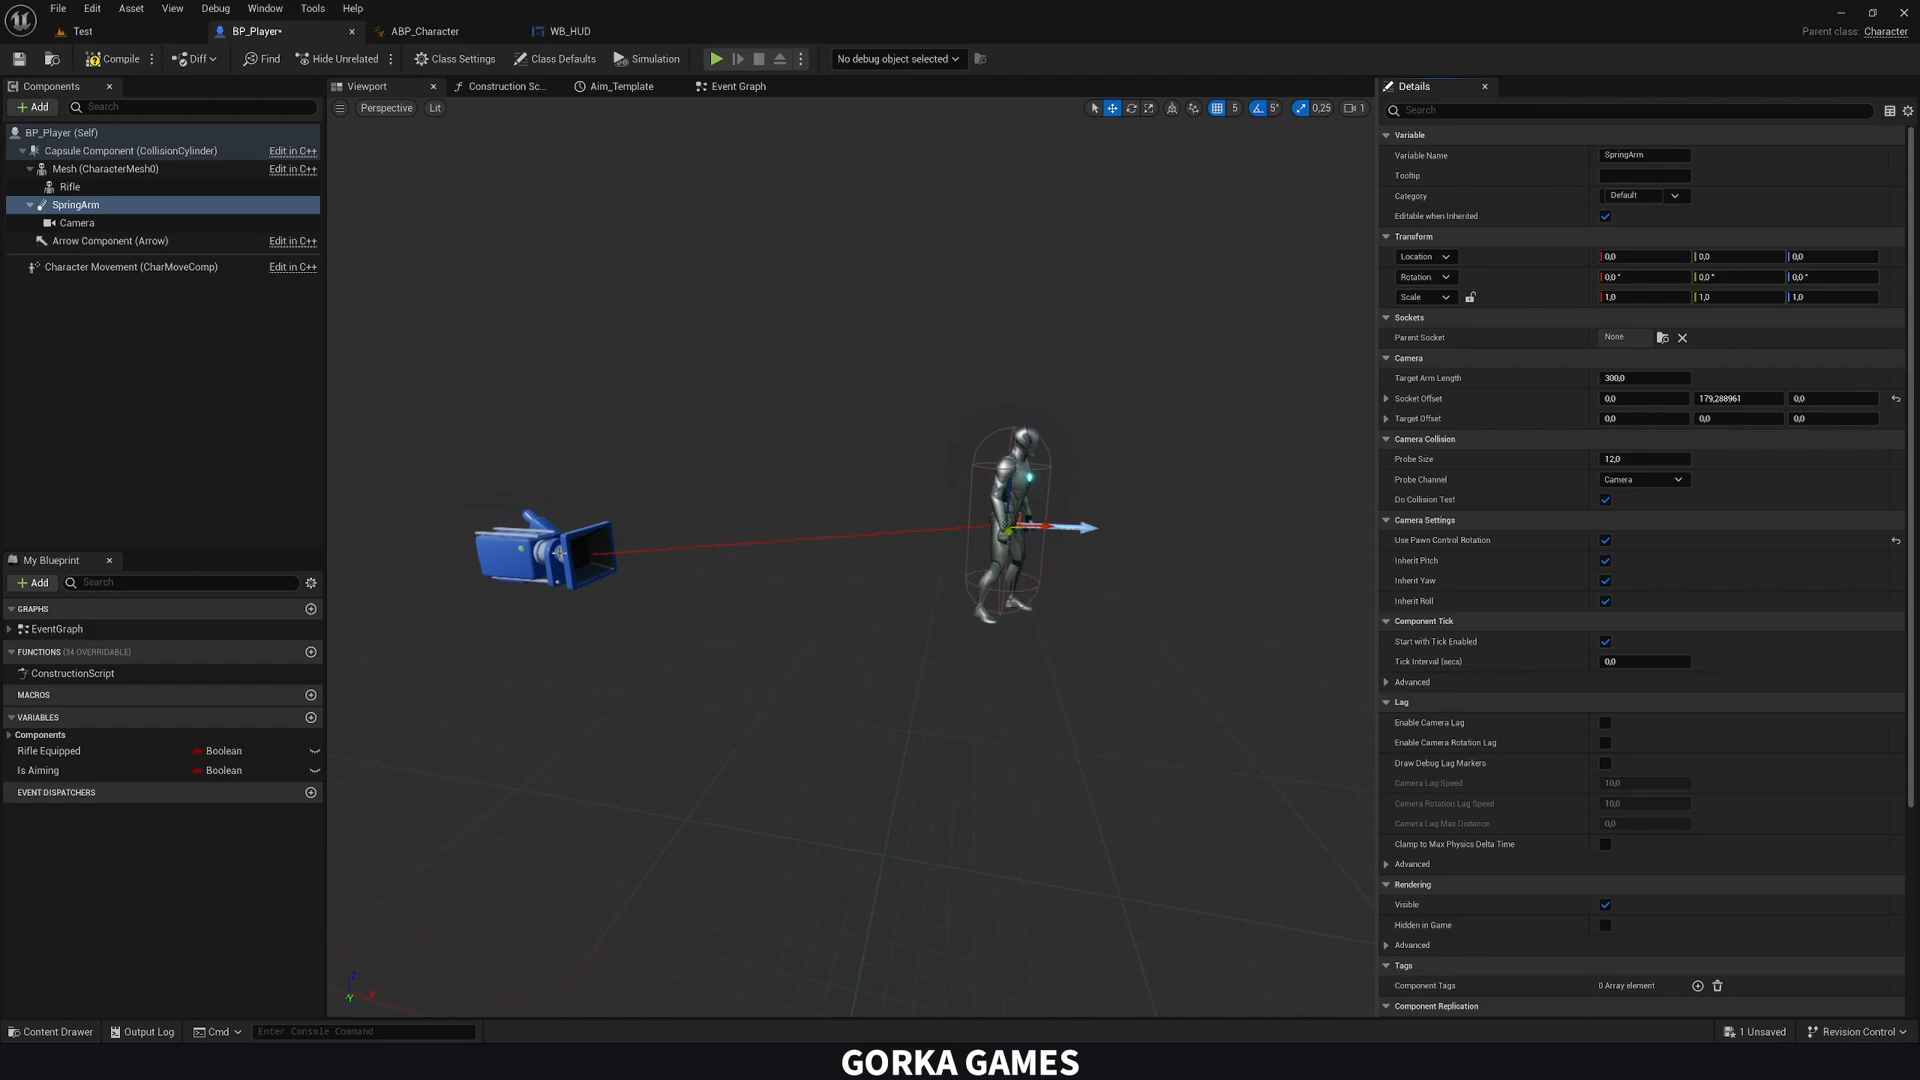 File Edit Asset View Debug Window Tools Help
Test BP_Player• ABP_Character WB_HUD Parent class: Character
Compile Diff Find Hide Unrelated Class Settings Class Defaults Simulation No debug object selected
Components Viewport Construction Sc... Aim_Template Event Graph Details
Add Search Perspective Lit 5 5° 0,25 1 Search
BP_Player (Self)
Capsule Component (CollisionCylinder) Edit in C++
Mesh (CharacterMesh0) Edit in C++
Rifle
SpringArm
Camera
Arrow Component (Arrow) Edit in C++
Character Movement (CharMoveComp) Edit in C++
My Blueprint
Add Search
GRAPHS
EventGraph
FUNCTIONS (34 OVERRIDABLE)
ConstructionScript
MACROS
VARIABLES
Components
Rifle Equipped Boolean
Is Aiming Boolean
EVENT DISPATCHERS
Z
X
Y
Variable
Variable Name SpringArm
Tooltip
Category Default
Editable when Inherited
Transform
Location 0,0 0,0 0,0
Rotation 0,0 ° 0,0 ° 0,0 °
Scale 1,0 1,0 1,0
Sockets
Parent Socket None
Camera
Target Arm Length 300,0
Socket Offset 0,0 179,288961 0,0
Target Offset 0,0 0,0 0,0
Camera Collision
Probe Size 12,0
Probe Channel Camera
Do Collision Test
Camera Settings
Use Pawn Control Rotation
Inherit Pitch
Inherit Yaw
Inherit Roll
Component Tick
Start with Tick Enabled
Tick Interval (secs) 0,0
Advanced
Lag
Enable Camera Lag
Enable Camera Rotation Lag
Draw Debug Lag Markers
Camera Lag Speed 10,0
Camera Rotation Lag Speed 10,0
Camera Lag Max Distance 0,0
Clamp to Max Physics Delta Time
Advanced
Rendering
Visible
Hidden in Game
Advanced
Tags
Component Tags 0 Array element
Component Replication
Content Drawer Output Log Cmd Enter Console Command 1 Unsaved Revision Control
GORKA GAMES